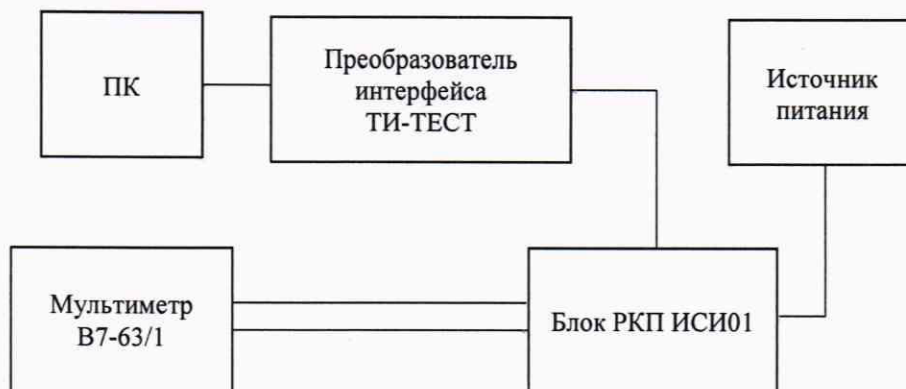 ПК
Преобразователь
интерфейса
ТИ-ТЕСТ
Источник
питания
Мультиметр
В7-63/1
Блок РКП ИСИ01